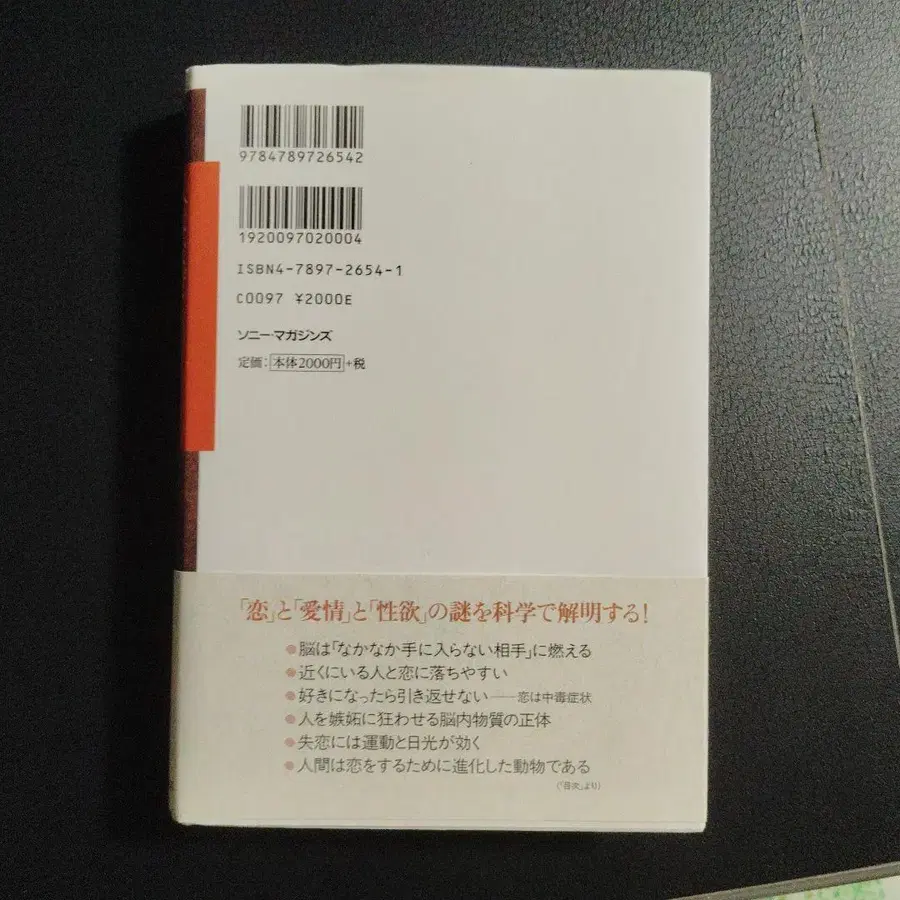 9784789726542
1920097020004
ISBN4-7897-2654-1
C0097 ¥2000E
ソニー・マガジンズ
定価：本体2000円+税
「恋」と「愛情」と「性欲」の謎を科学で解明する！
●脳は「なかなか手に入らない相手」に燃える
●近くにいる人と恋に落ちやすい
●好きになったら引き返せない——恋は中毒症状
●人を嫉妬に狂わせる脳内物質の正体
●失恋には運動と日光が効く
●人間は恋をするために進化した動物である
（「目次」より）